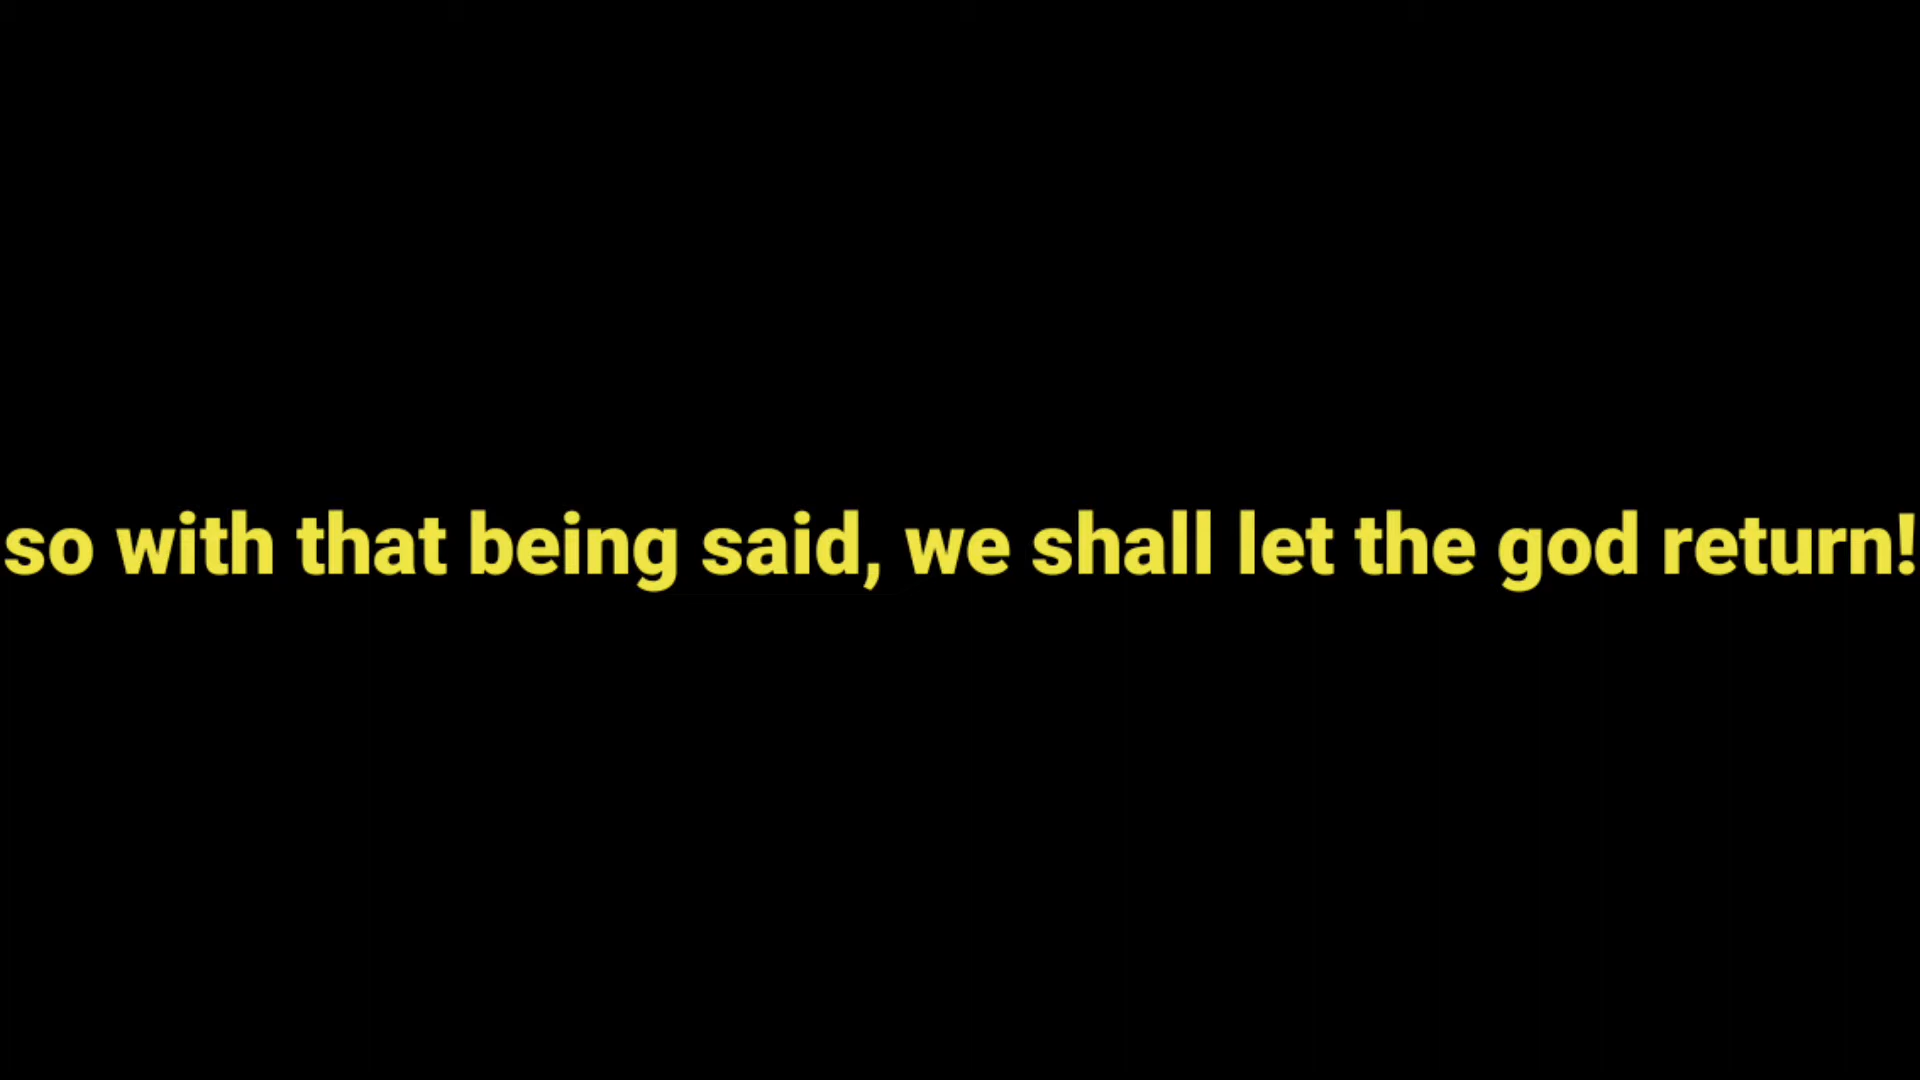 so with that being said, we shall let the god return!